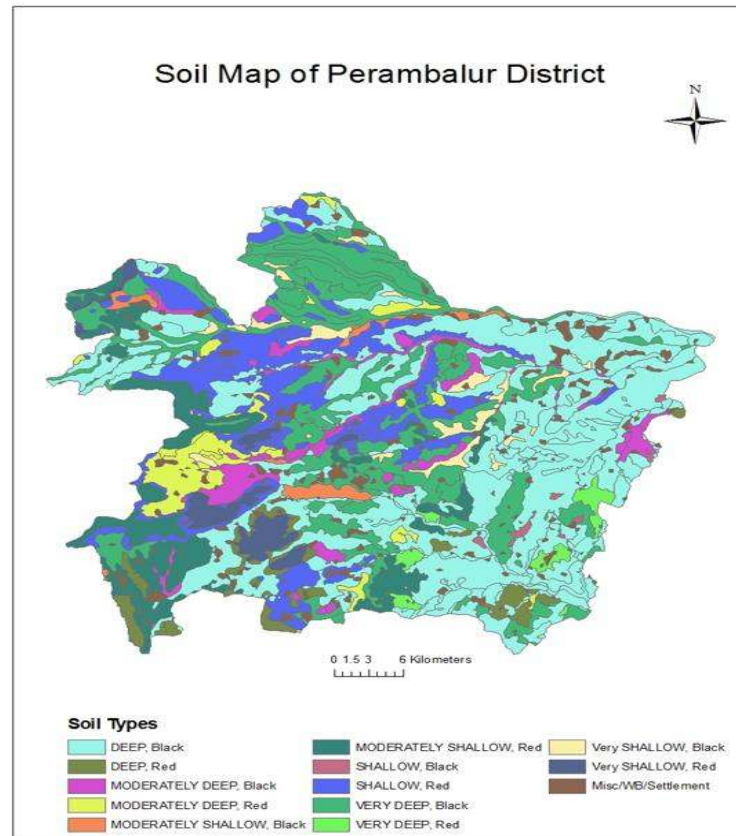 Soil Map of Perambalur District
N
0 1.5 3 6 Kilometers
Soil Types
DEEP, Black
DEEP, Red
MODERATELY DEEP, Black
MODERATELY DEEP, Red
MODERATELY SHALLOW, Black
MODERATELY SHALLOW, Red
SHALLOW, Black
SHALLOW, Red
VERY DEEP, Black
VERY DEEP, Red
Very SHALLOW, Black
Very SHALLOW, Red
Misc/WB/Settlement